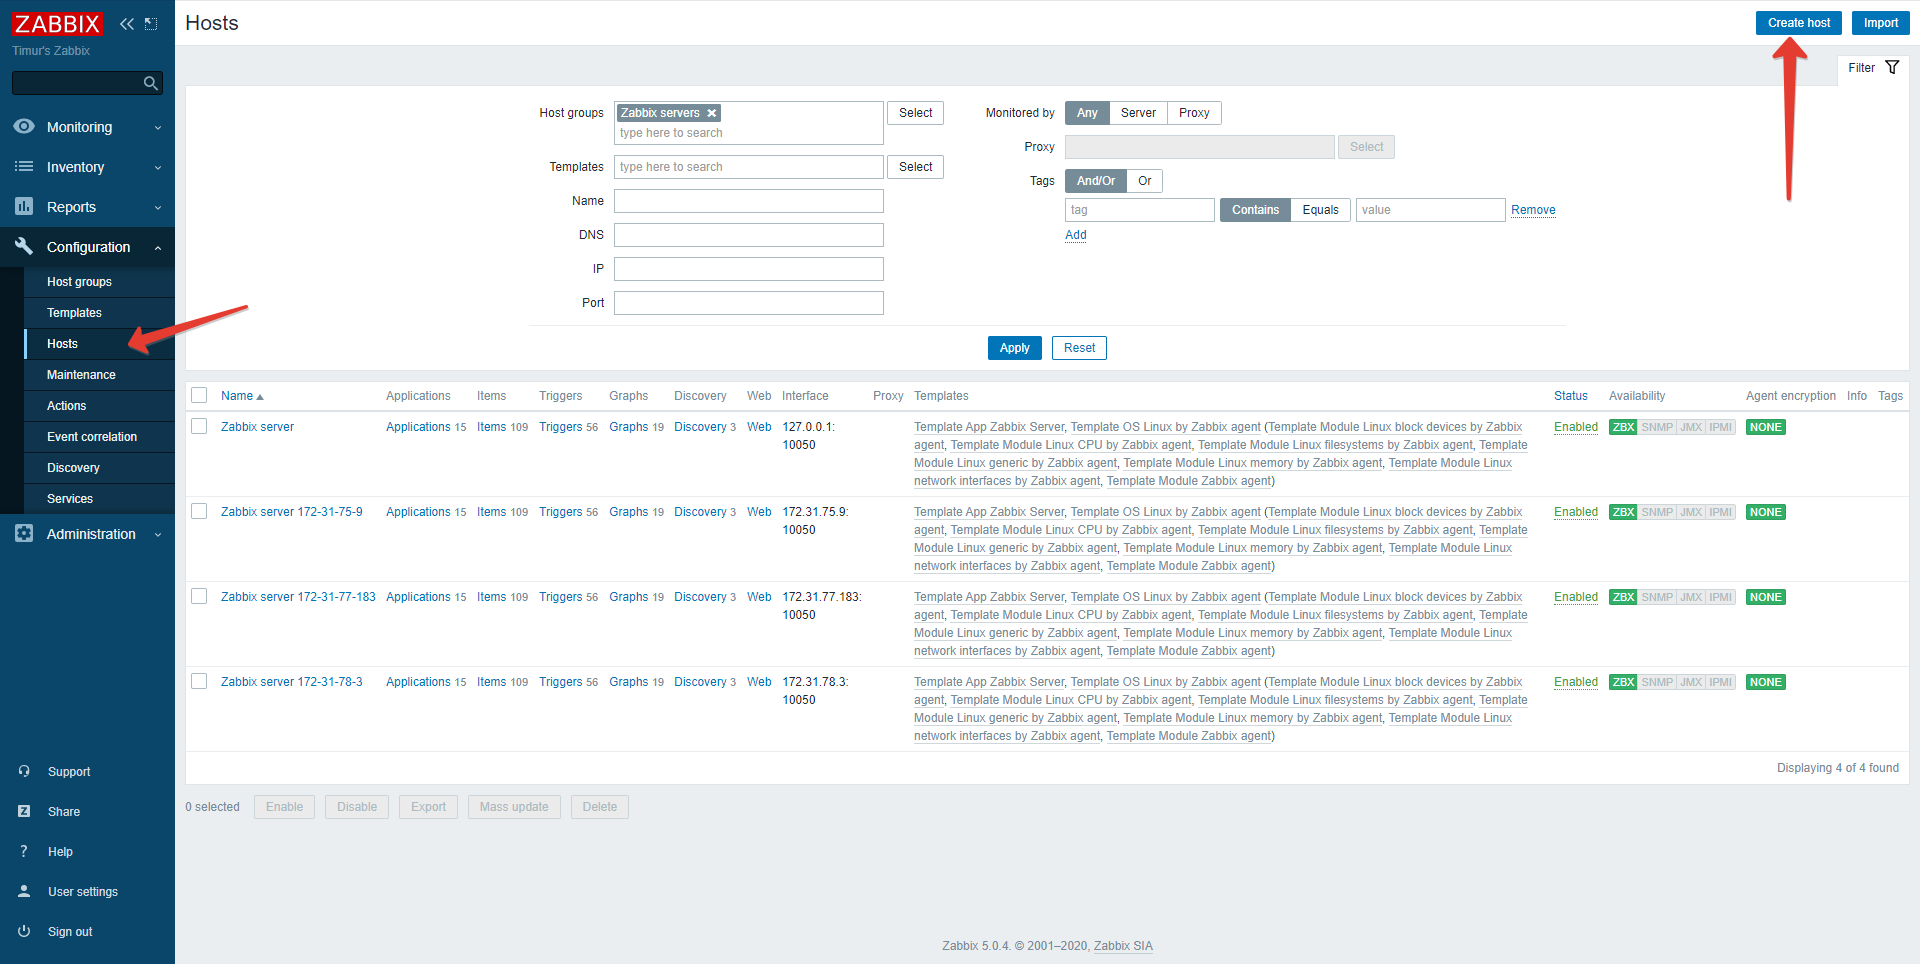 ZABBIX
Timur's Zabbix
Monitoring
Inventory
Reports
Configuration
Host groups
Templates
Hosts
Maintenance
Actions
Event correlation
Discovery
Services
Administration
Support
Share
Help
User settings
Sign out
Hosts
Create host Import
Filter
Host groups Zabbix servers Select
type here to search
Templates type here to search Select
Name
DNS
IP
Port
Monitored by Any Server Proxy
Proxy Select
Tags And/Or Or
tag Contains Equals value Remove
Add
Apply Reset
Name Applications Items Triggers Graphs Discovery Web Interface Proxy Templates Status Availability Agent encryption Info Tags
Zabbix server Applications 15 Items 109 Triggers 56 Graphs 19 Discovery 3 Web 127.0.0.1: Template App Zabbix Server, Template OS Linux by Zabbix agent (Template Module Linux block devices by Zabbix Enabled ZBX SNMP JMX IPMI NONE
10050 agent, Template Module Linux CPU by Zabbix agent, Template Module Linux filesystems by Zabbix agent, Template
Module Linux generic by Zabbix agent, Template Module Linux memory by Zabbix agent, Template Module Linux
network interfaces by Zabbix agent, Template Module Zabbix agent)
Zabbix server 172-31-75-9 Applications 15 Items 109 Triggers 56 Graphs 19 Discovery 3 Web 172.31.75.9: Template App Zabbix Server, Template OS Linux by Zabbix agent (Template Module Linux block devices by Zabbix Enabled ZBX SNMP JMX IPMI NONE
10050 agent, Template Module Linux CPU by Zabbix agent, Template Module Linux filesystems by Zabbix agent, Template
Module Linux generic by Zabbix agent, Template Module Linux memory by Zabbix agent, Template Module Linux
network interfaces by Zabbix agent, Template Module Zabbix agent)
Zabbix server 172-31-77-183 Applications 15 Items 109 Triggers 56 Graphs 19 Discovery 3 Web 172.31.77.183: Template App Zabbix Server, Template OS Linux by Zabbix agent (Template Module Linux block devices by Zabbix Enabled ZBX SNMP JMX IPMI NONE
10050 agent, Template Module Linux CPU by Zabbix agent, Template Module Linux filesystems by Zabbix agent, Template
Module Linux generic by Zabbix agent, Template Module Linux memory by Zabbix agent, Template Module Linux
network interfaces by Zabbix agent, Template Module Zabbix agent)
Zabbix server 172-31-78-3 Applications 15 Items 109 Triggers 56 Graphs 19 Discovery 3 Web 172.31.78.3: Template App Zabbix Server, Template OS Linux by Zabbix agent (Template Module Linux block devices by Zabbix Enabled ZBX SNMP JMX IPMI NONE
10050 agent, Template Module Linux CPU by Zabbix agent, Template Module Linux filesystems by Zabbix agent, Template
Module Linux generic by Zabbix agent, Template Module Linux memory by Zabbix agent, Template Module Linux
network interfaces by Zabbix agent, Template Module Zabbix agent)
Displaying 4 of 4 found
0 selected Enable Disable Export Mass update Delete
Zabbix 5.0.4. © 2001–2020, Zabbix SIA